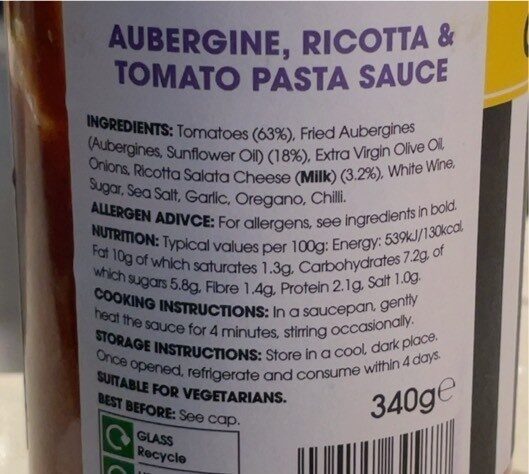 AUBERGINE, RICOTTA &
TOMATO PASTA SAUCE
INGREDIENTS: Tomatoes (63%), Fried Aubergines
(Aubergines, Sunflower Oil) (18%), Extra Virgin Olive Oil,
Onions, Ricotta Salata Cheese (Milk) (3.2%), White Wine,
Sugar, Sea Salt, Garlic, Oregano, Chilli.
ALLERGEN ADIVCE: For allergens, see ingredients in bold.
NUTRITION: Typical values per 100g: Energy: 539kJ/130kcal,
Fat 10g of which saturates 1.3g, Carbohydrates 7.2g, of
which sugars 5.8g, Fibre 1.4g, Protein 2.1g, Salt 1.0g.
COOKING INSTRUCTIONS: In a saucepan, gently
heat the sauce for 4 minutes, stirring occasionally.
STORAGE INSTRUCTIONS: Store in a cool, dark place.
Once opened, refrigerate and consume within 4 days.
SUITABLE FOR VEGETARIANS.
BEST BEFORE: See cap.
340g℮
GLASS
Recycle